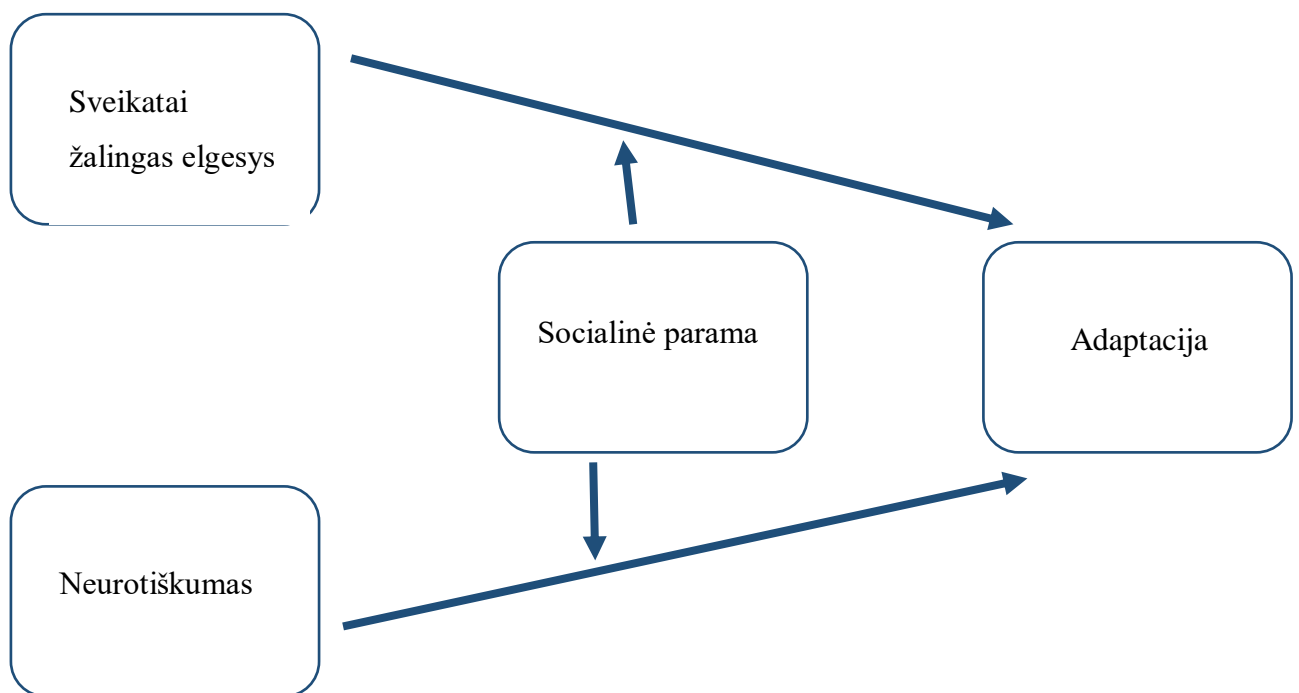 Sveikatai
žalingas elgesys
Socialinė parama
Adaptacija
Neurotiškumas